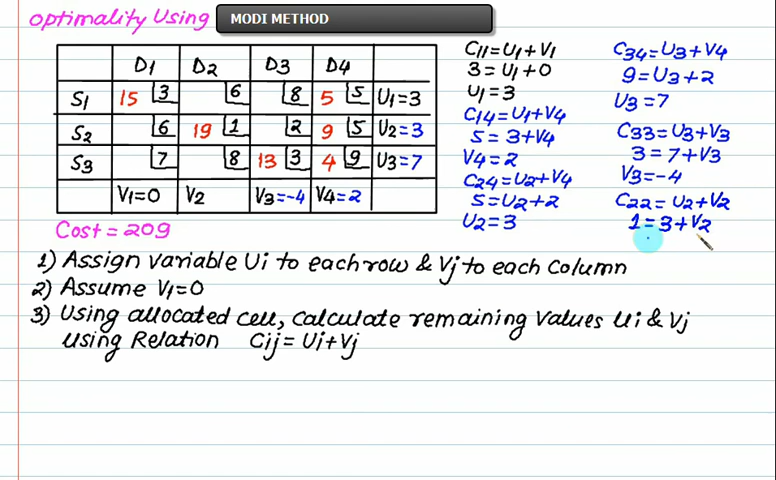 optimality Using MODI METHOD
D1 D2 D3 D4
S1 15 3 6 8 5 5 U1=3
S2 6 19 1 2 9 5 U2=3
S3 7 8 13 3 4 9 U3=7
V1=0 V2 V3=-4 V4=2
Cost=209
C11=U1+V1
3=U1+0
U1=3
C14=U1+V4
5=3+V4
V4=2
C24=U2+V4
5=U2+2
U2=3
C34=U3+V4
9=U3+2
U3=7
C33=U3+V3
3=7+V3
V3=-4
C22=U2+V2
1=3+V2
1) Assign variable Ui to each row & Vj to each Column
2) Assume V1=0
3) Using allocated cell, calculate remaining values Ui & Vj
using Relation Cij=Ui+Vj